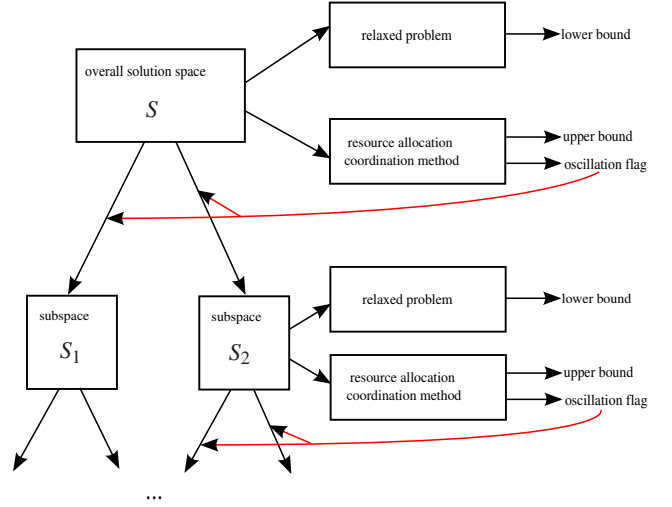 relaxed problem
lower bound
overall solution space
S
resource allocation
coordination method
upper bound
oscillation flag
subspace
S1
subspace
S2
relaxed problem
lower bound
resource allocation
coordination method
upper bound
oscillation flag
...